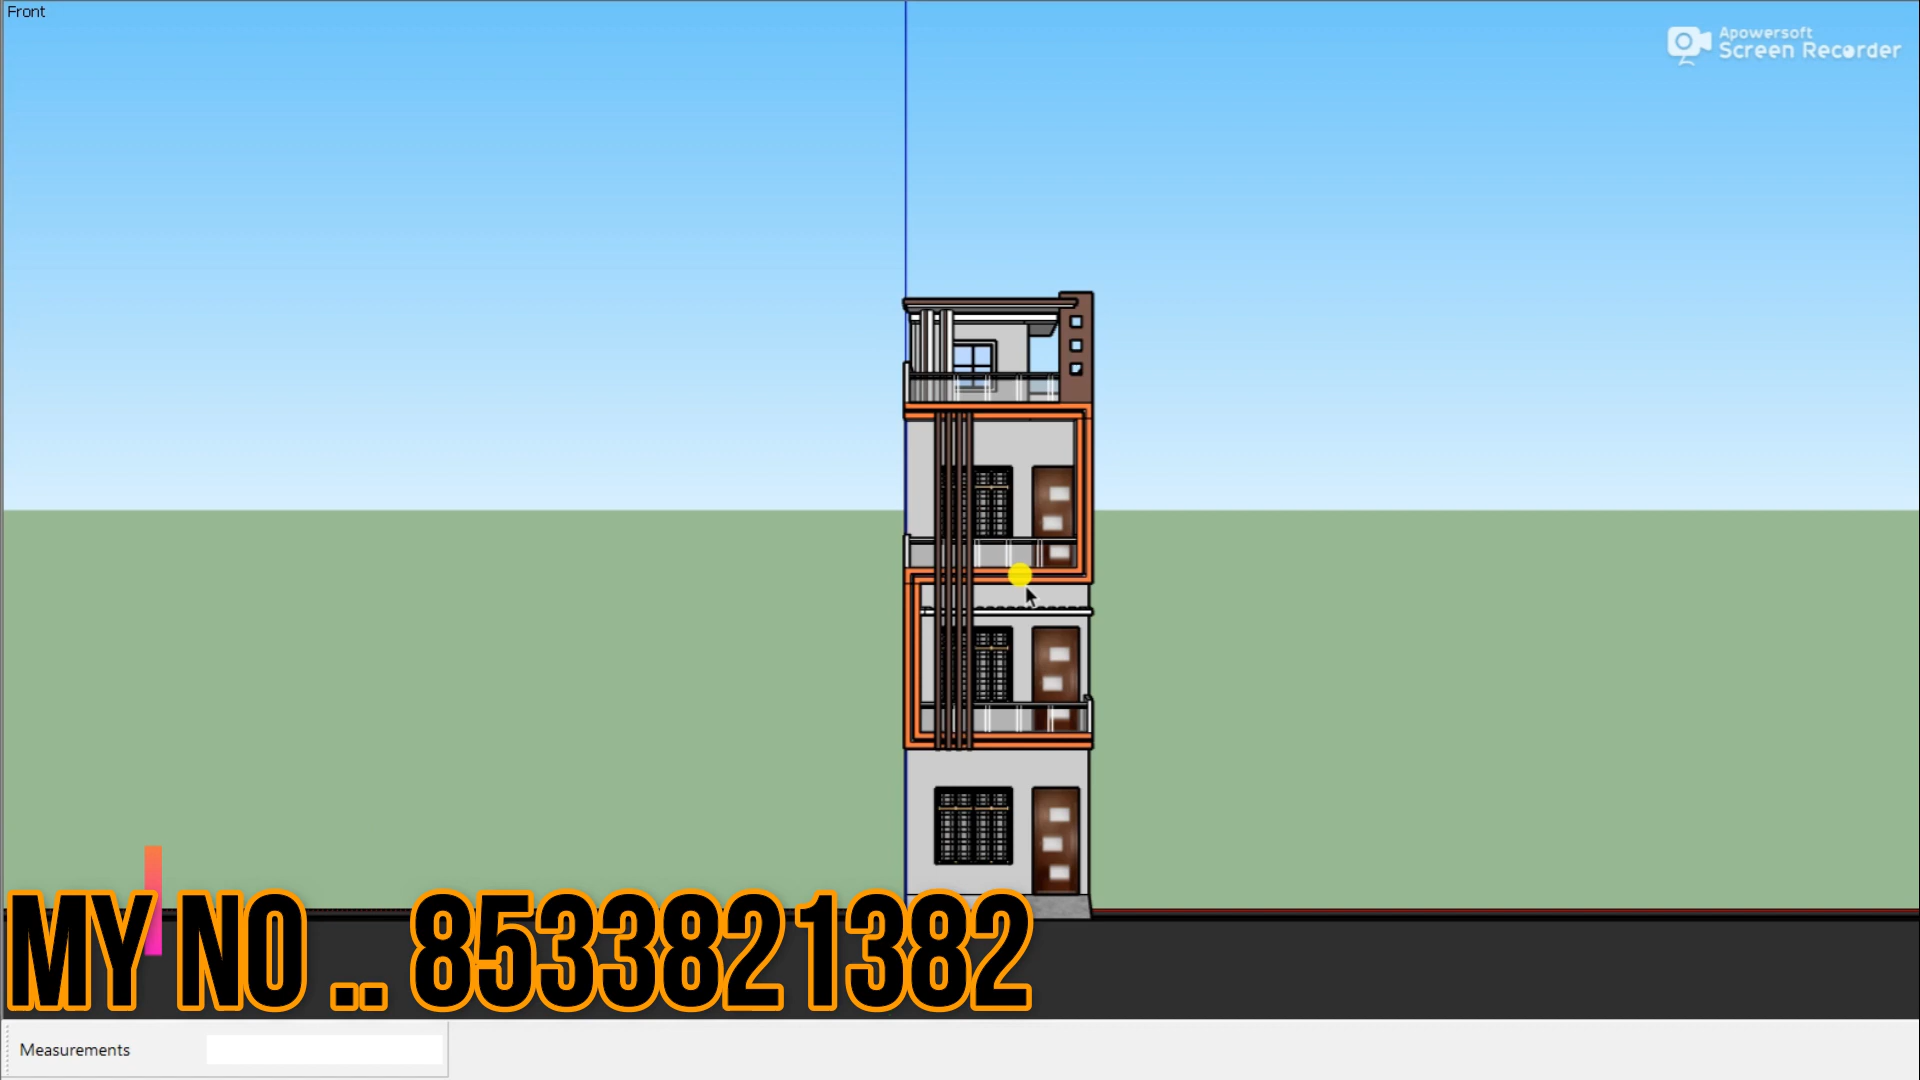 Front
Apowersoft
Screen Recorder
MY NO .. 8533821382
Measurements